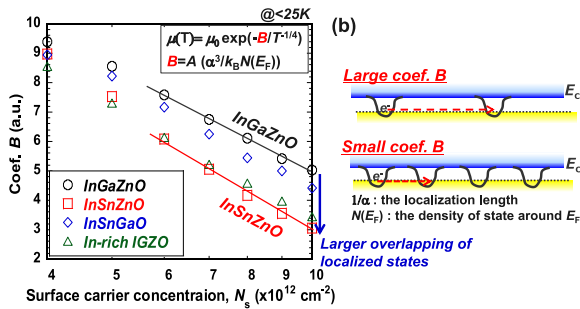 @<25K
(b)
μ(T)= μ0 exp(-B/T-1/4)
B=A (α3/kBN(EF))
Large coef. B
EC
e-
Small coef. B
EC
e-
1/α : the localization length
N(EF) : the density of state around EF
Coef. B (a.u.)
10
9
8
7
6
5
4
3
2
InGaZnO
InSnZnO
InGaZnO
InSnZnO
InSnGaO
In-rich IGZO
Larger overlapping of
localized states
4
5
6
7
8
9
10
Surface carrier concentraion, Ns (x1012 cm-2)